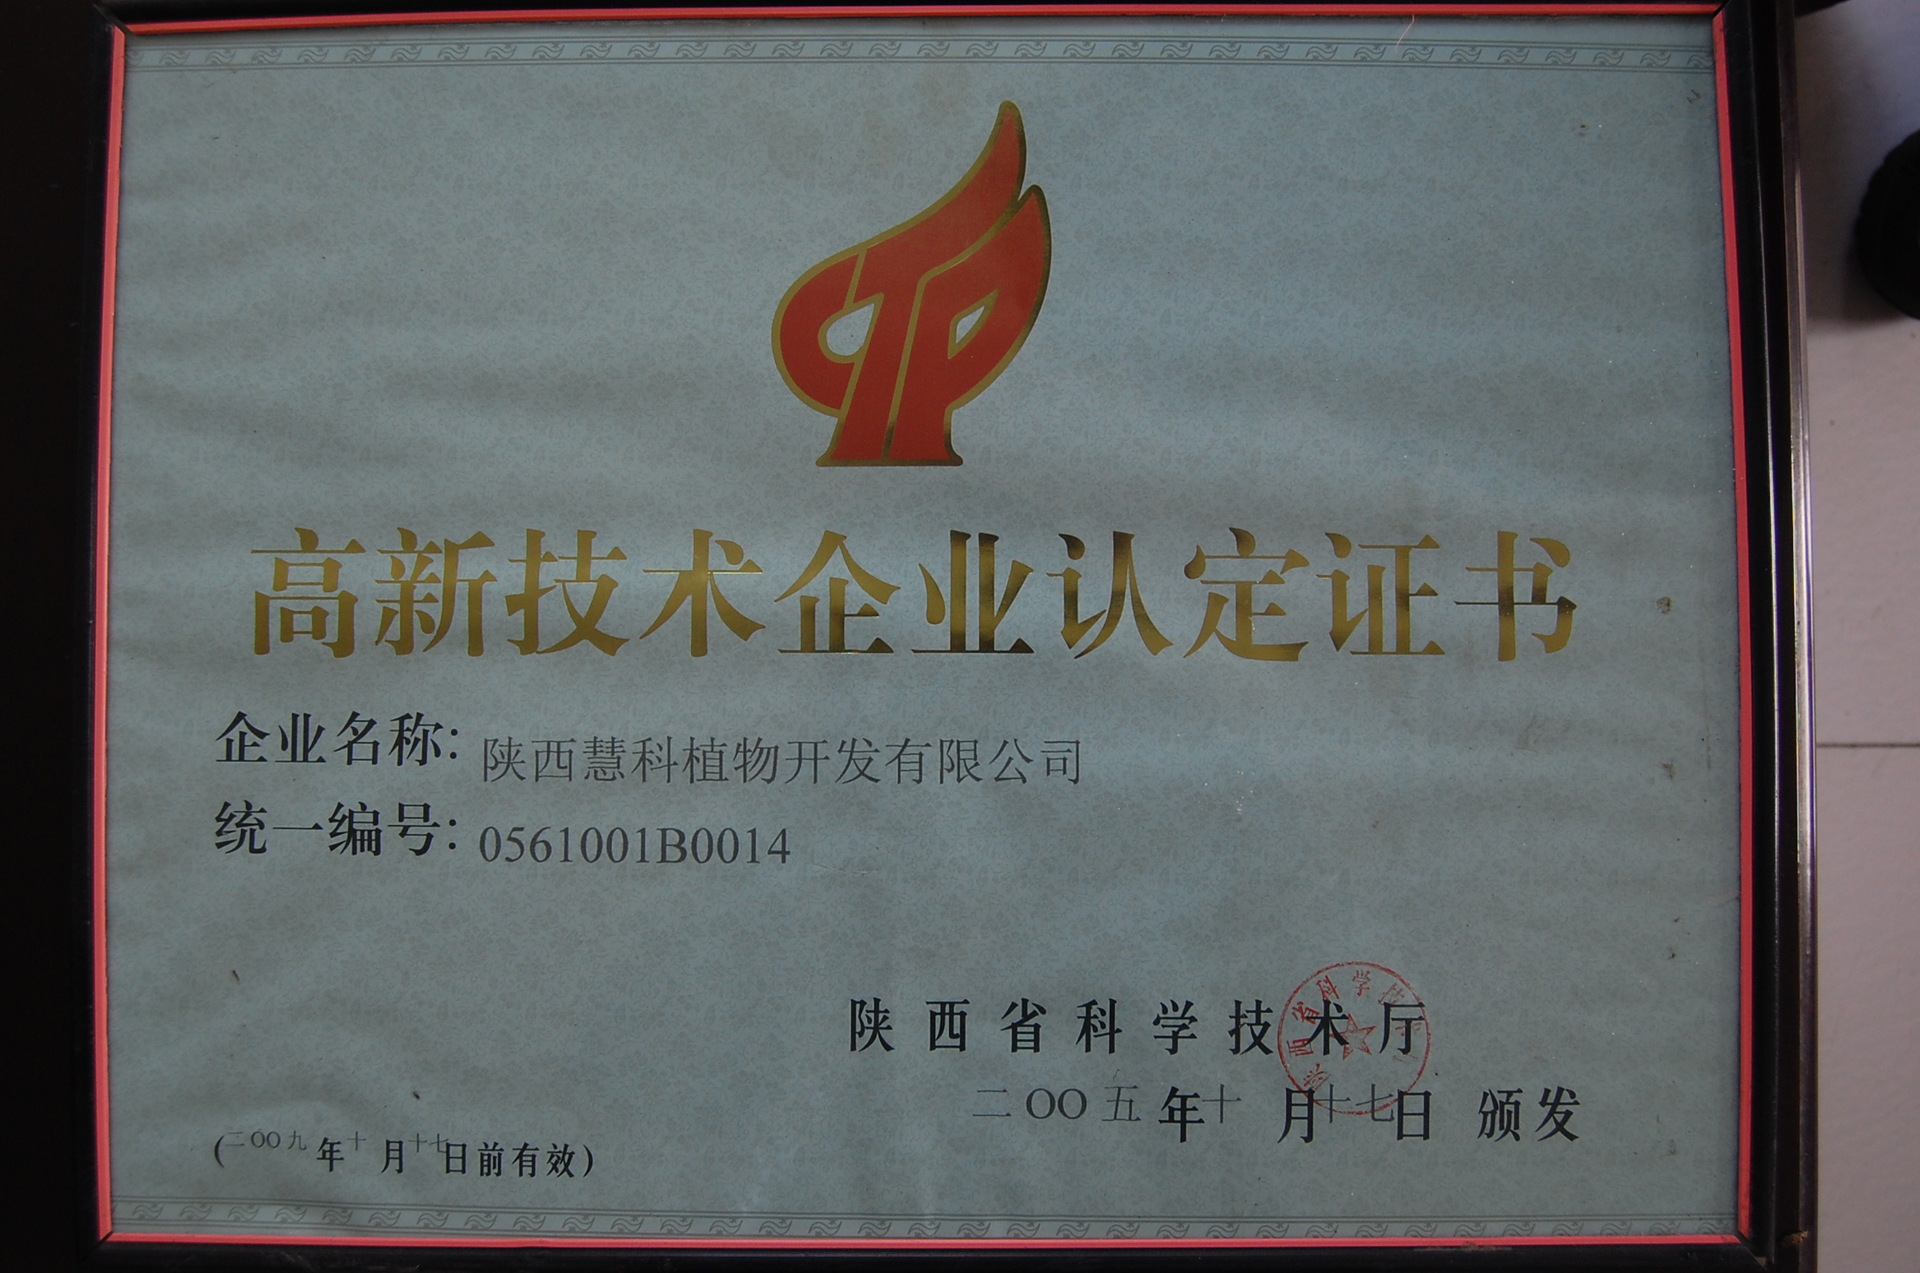 高新技术企业认定证书
企业名称: 陕西慧科植物开发有限公司
统一编号: 0561001B0014
陕西省科学技术厅
二OO五年十月十七日 颁发
(二OO九年十月十七日前有效)